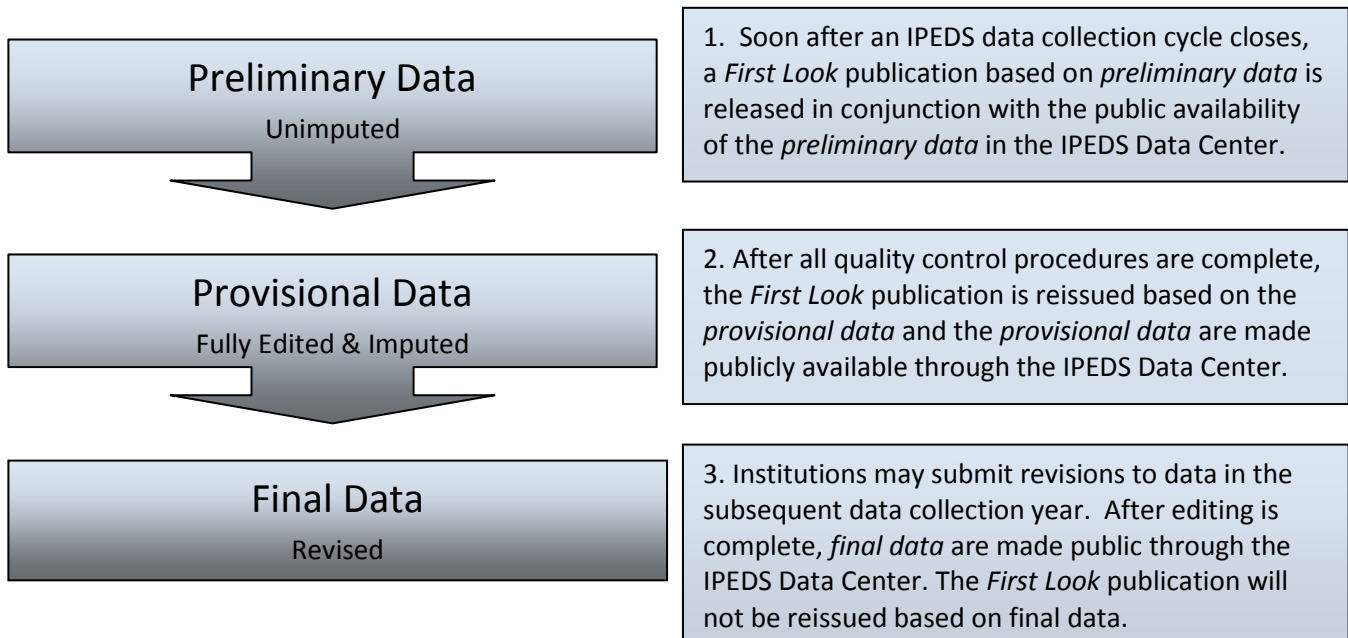 Preliminary Data
Unimputed
1. Soon after an IPEDS data collection cycle closes,
a First Look publication based on preliminary data is
released in conjunction with the public availability
of the preliminary data in the IPEDS Data Center.
Provisional Data
Fully Edited & Imputed
2. After all quality control procedures are complete,
the First Look publication is reissued based on the
provisional data and the provisional data are made
publicly available through the IPEDS Data Center.
Final Data
Revised
3. Institutions may submit revisions to data in the
subsequent data collection year. After editing is
complete, final data are made public through the
IPEDS Data Center. The First Look publication will
not be reissued based on final data.